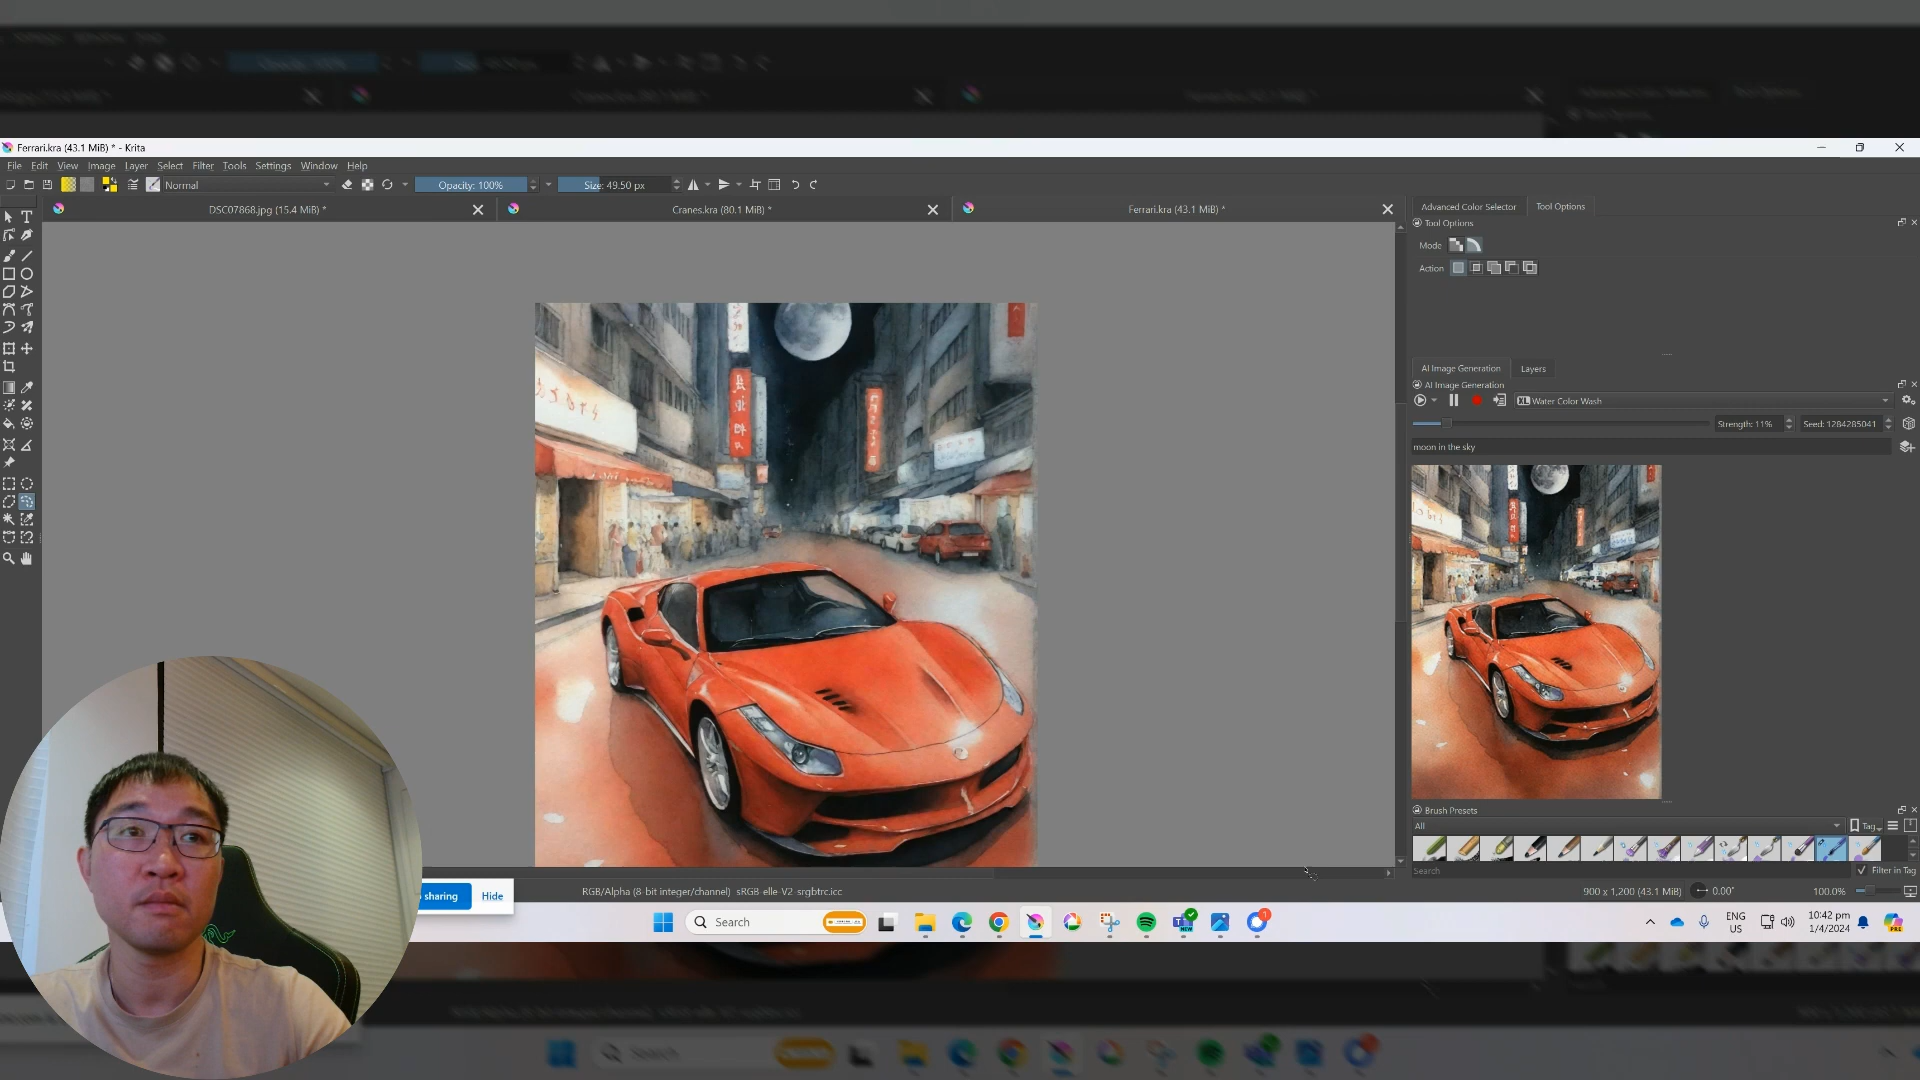 Ferrari.kra (43.1 MiB) * - Krita
File Edit View Image Layer Select Filter Tools Settings Window Help
Normal Opacity: 100% Size: 49.50 px
DSC07868.jpg (15.4 MiB) * Cranes.kra (80.1 MiB) * Ferrari.kra (43.1 MiB) *
Advanced Color Selector Tool Options
Tool Options
Mode
Action
AI Image Generation Layers
AI Image Generation
XL Water Color Wash
Strength: 11% Seed: 1284285041
moon in the sky
Brush Presets
All Tag
Search Filter in Tag
sharing Hide
RGB/Alpha (8-bit integer/channel) sRGB-elle-V2-srgbtrc.icc 900 x 1,200 (43.1 MiB) 0.00° 100.0%
Search
NEW
1
ENG
US
10:42 pm
1/4/2024
PRE